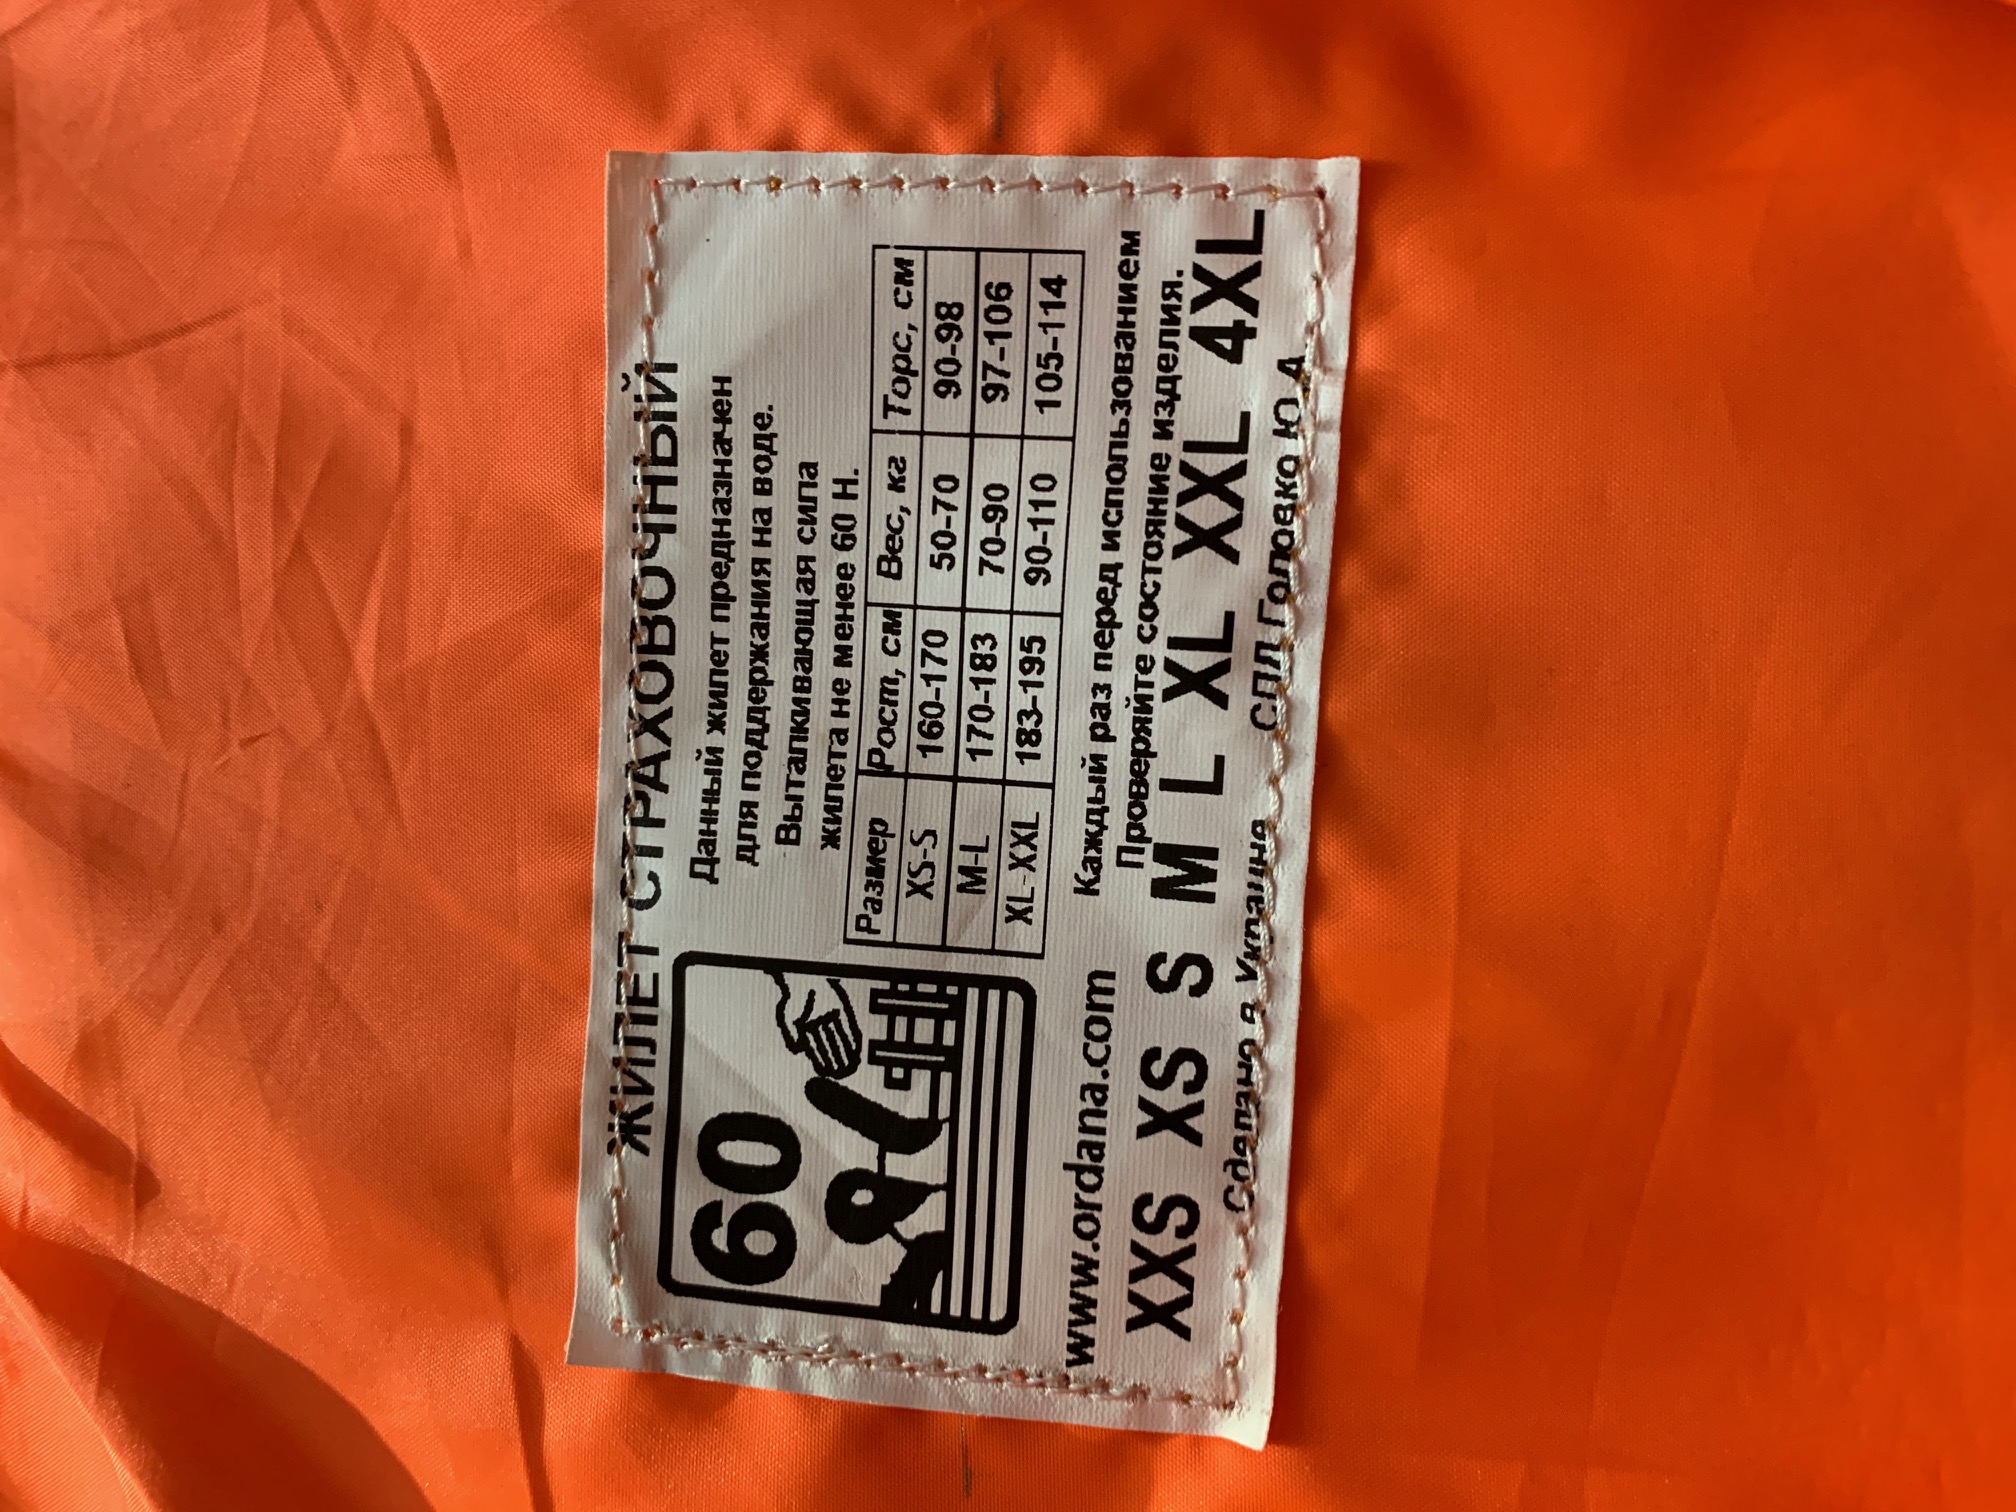 ЖИЛЕТ СТРАХОВОЧНЫЙ
60
Данный жилет предназначен
для поддержания на воде.
Выталкивающая сила
жилета не менее 60 Н.
Размер Рост, см Вес, кг Торс, см
XS-S 160-170 50-70 90-98
M-L 170-183 70-90 97-106
XL-XXL 183-195 90-110 105-114
www.ordana.com
Каждый раз перед использованием
Проверяйте состояние изделия.
XXS XS S M L XL XXL 4XL
Сделано в Украине СПД Головко Ю.А